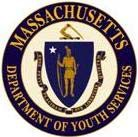 MASSACHUSETTS
DEPARTMENT OF YOUTH SERVICES